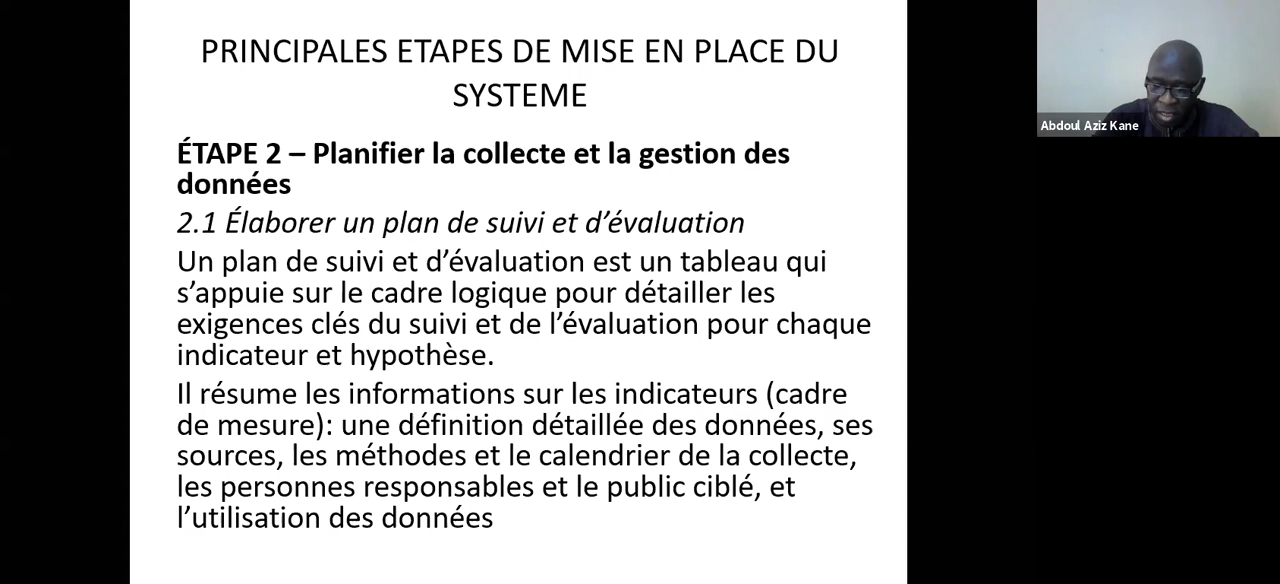 PRINCIPALES ETAPES DE MISE EN PLACE DU
SYSTEME
ÉTAPE 2 – Planifier la collecte et la gestion des
données
2.1 Élaborer un plan de suivi et d’évaluation
Un plan de suivi et d’évaluation est un tableau qui
s’appuie sur le cadre logique pour détailler les
exigences clés du suivi et de l’évaluation pour chaque
indicateur et hypothèse.
Il résume les informations sur les indicateurs (cadre
de mesure): une définition détaillée des données, ses
sources, les méthodes et le calendrier de la collecte,
les personnes responsables et le public ciblé, et
l’utilisation des données
Abdoul Aziz Kane